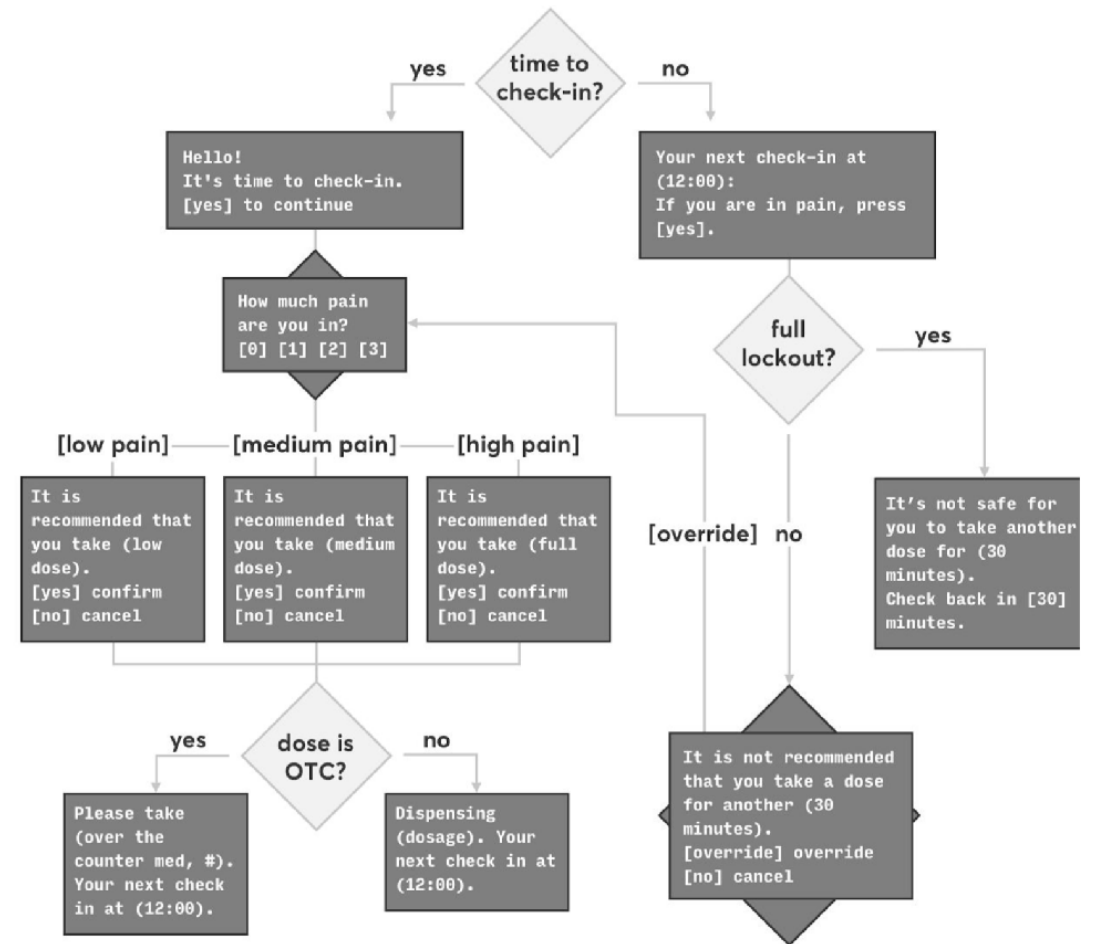 time to
check-in?
yes
no
Hello!
It's time to check-in.
[yes] to continue
Your next check-in at
(12:00):
If you are in pain, press
[yes].
How much pain
are you in?
[0] [1] [2] [3]
full
lockout?
yes
[low pain]
[medium pain]
[high pain]
It is
recommended that
you take (low
dose).
[yes] confirm
[no] cancel
It is
recommended that
you take (medium
dose).
[yes] confirm
[no] cancel
It is
recommended that
you take (full
dose).
[yes] confirm
[no] cancel
[override]
no
It’s not safe for
you to take another
dose for (30
minutes).
Check back in [30]
minutes.
dose is
OTC?
yes
no
Please take
(over the
counter med, #).
Your next check
in at (12:00).
Dispensing
(dosage). Your
next check in at
(12:00).
It is not recommended
that you take a dose
for another (30
minutes).
[override] override
[no] cancel